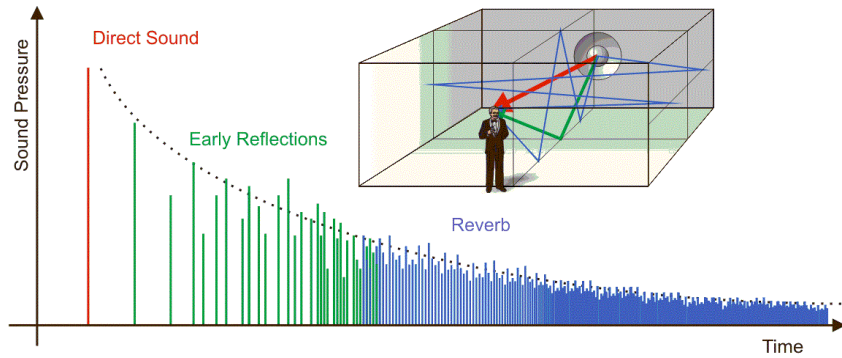 Direct Sound
Sound Pressure
Early Reflections
Reverb
Time